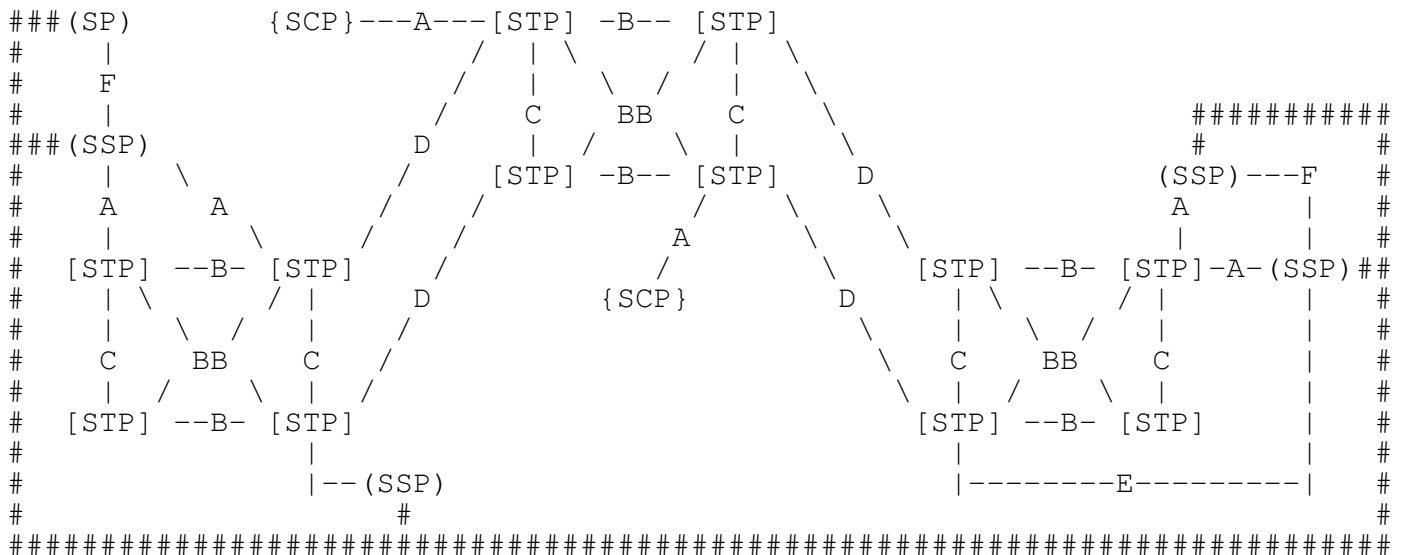 ###(SP)       {SCP}---A---[STP] -B-- [STP]
#     |                   /  | \      / |  \
#     F                  /   |  \    /  |   \
#     |                 /    C   BB     C    \                  ###########
###(SSP)               D     |  /   \  |     \                 #         #
#     |   \           /    [STP] -B-- [STP]    D               (SSP)---F   #
#     A     A        /    /           /   \     \               A      |   #
#     |      \      /    /           A     \     \              |      |   #
#   [STP] --B- [STP]    /           /       \    [STP] --B- [STP]-A-(SSP)##
#     | \     / |      D         {SCP}       D     | \     / |       |   #
#     |  \   /  |     /                       \    |  \   /  |       |   #
#     C   BB    C    /                         \   C   BB    C       |   #
#     | /    \  |   /                           \  | /    \  |       |   #
#   [STP] --B- [STP]                           [STP] --B- [STP]      |   #
#               |                                  |                 |   #
#               |--(SSP)                           |--------E---------|   #
#                    #                                                   #
###########################################################################